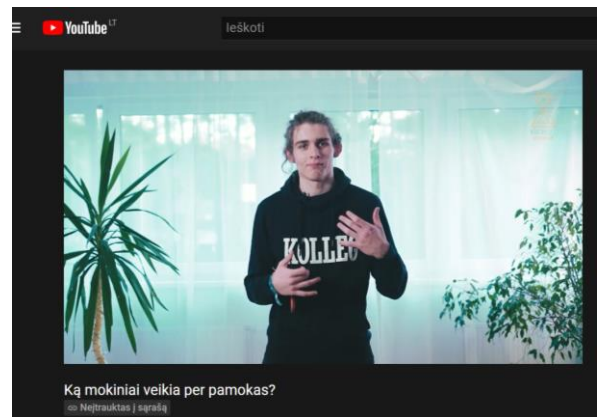 YouTube LT
Ieškoti
KOLLEG
Ką mokiniai veikia per pamokas?
Neįtrauktas į sąrašą